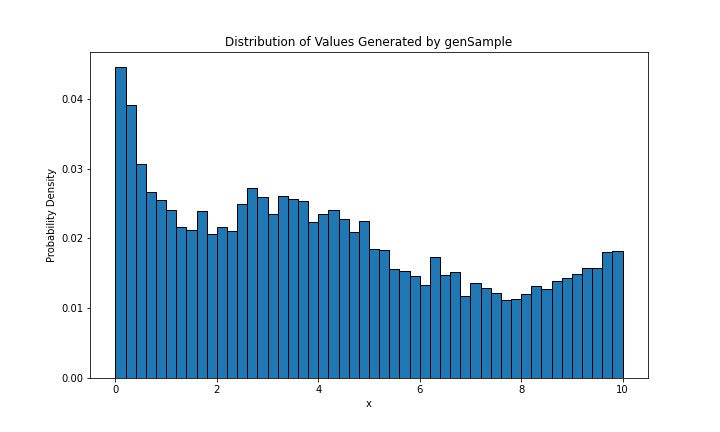 Distribution of Values Generated by genSample
0.04
0.03
0.02
0.01
0.00
Probability Density
0 2 4 6 8 10
x